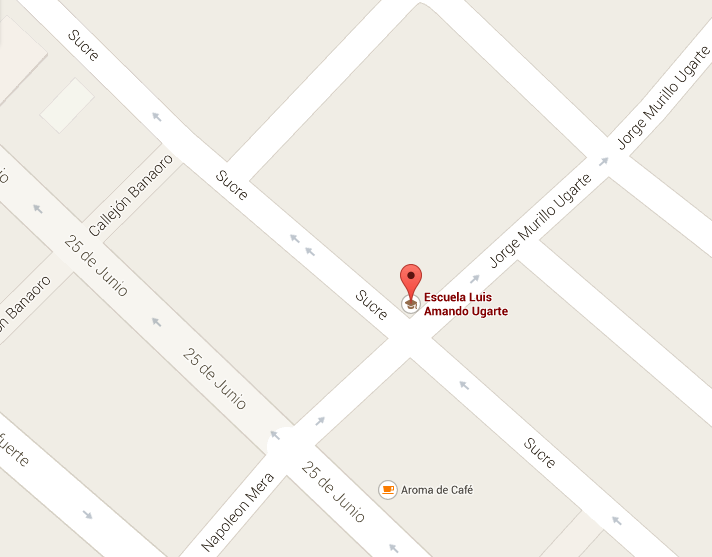 Sucre
Jorge Murillo Ugarte
Callejón Banaoro
Sucre
Jorge Murillo Ugarte
25 de Junio
Escuela Luis
Amando Ugarte
Sucre
25 de Junio
Sucre
fuerte
25 de Junio
Aroma de Café
Napoleon Mera